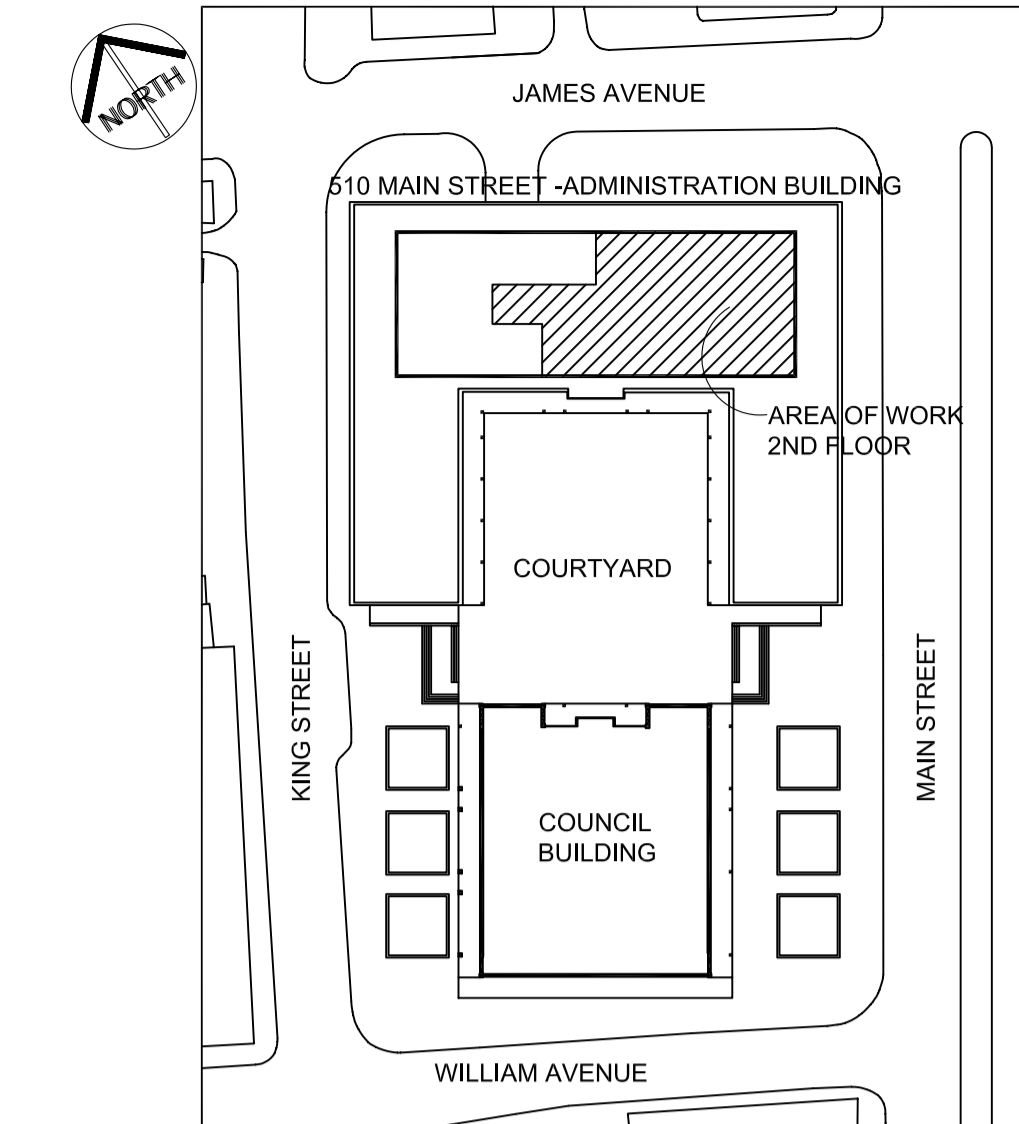 NORTH
JAMES AVENUE
510 MAIN STREET -ADMINISTRATION BUILDING
AREA OF WORK
2ND FLOOR
COURTYARD
KING STREET
MAIN STREET
COUNCIL
BUILDING
WILLIAM AVENUE